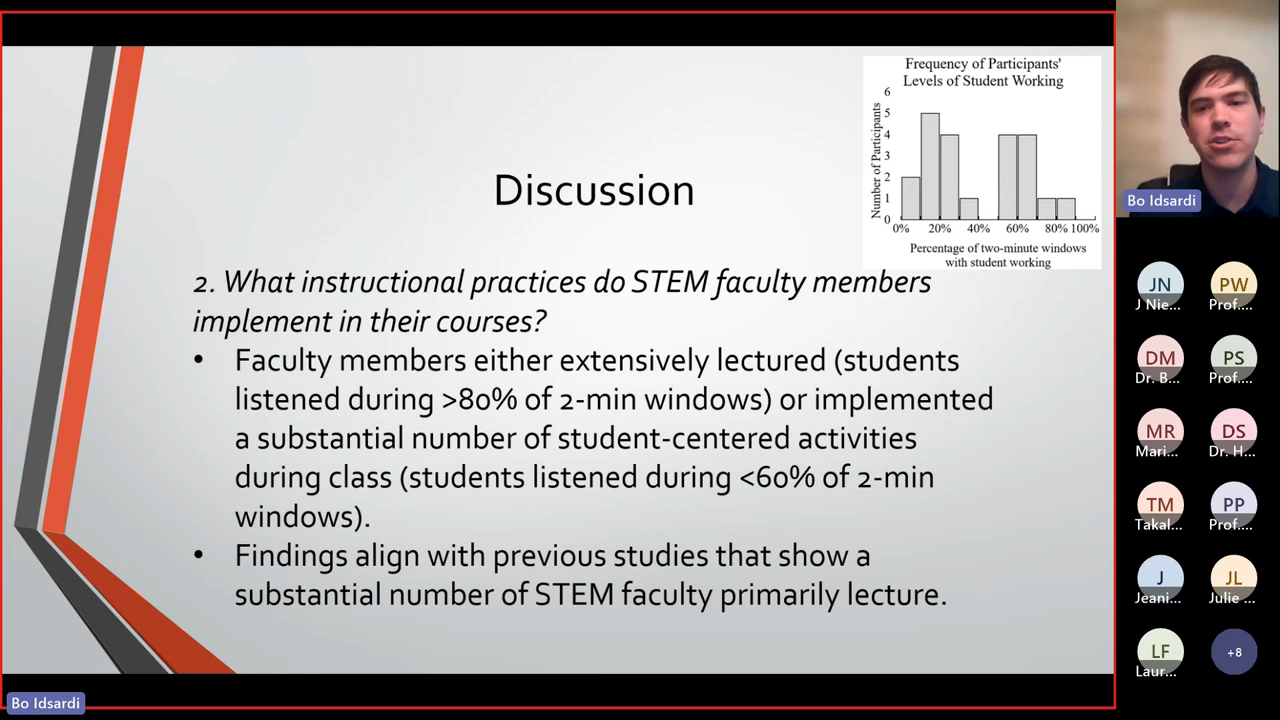 Frequency of Participants'
Levels of Student Working
Number of Participants
6
5
4
3
2
1
0
0% 20% 40% 60% 80% 100%
Percentage of two-minute windows
with student working
Discussion
2. What instructional practices do STEM faculty members
implement in their courses?
• Faculty members either extensively lectured (students
listened during >80% of 2-min windows) or implemented
a substantial number of student-centered activities
during class (students listened during <60% of 2-min
windows).
• Findings align with previous studies that show a
substantial number of STEM faculty primarily lecture.
Bo Idsardi
Bo Idsardi
JN PW
J Nie... Prof....
DM PS
Dr. B... Prof....
MR DS
Mari... Dr. H...
TM PP
Takal... Prof....
J JL
Jeani... Julie ...
LF +8
Laur...